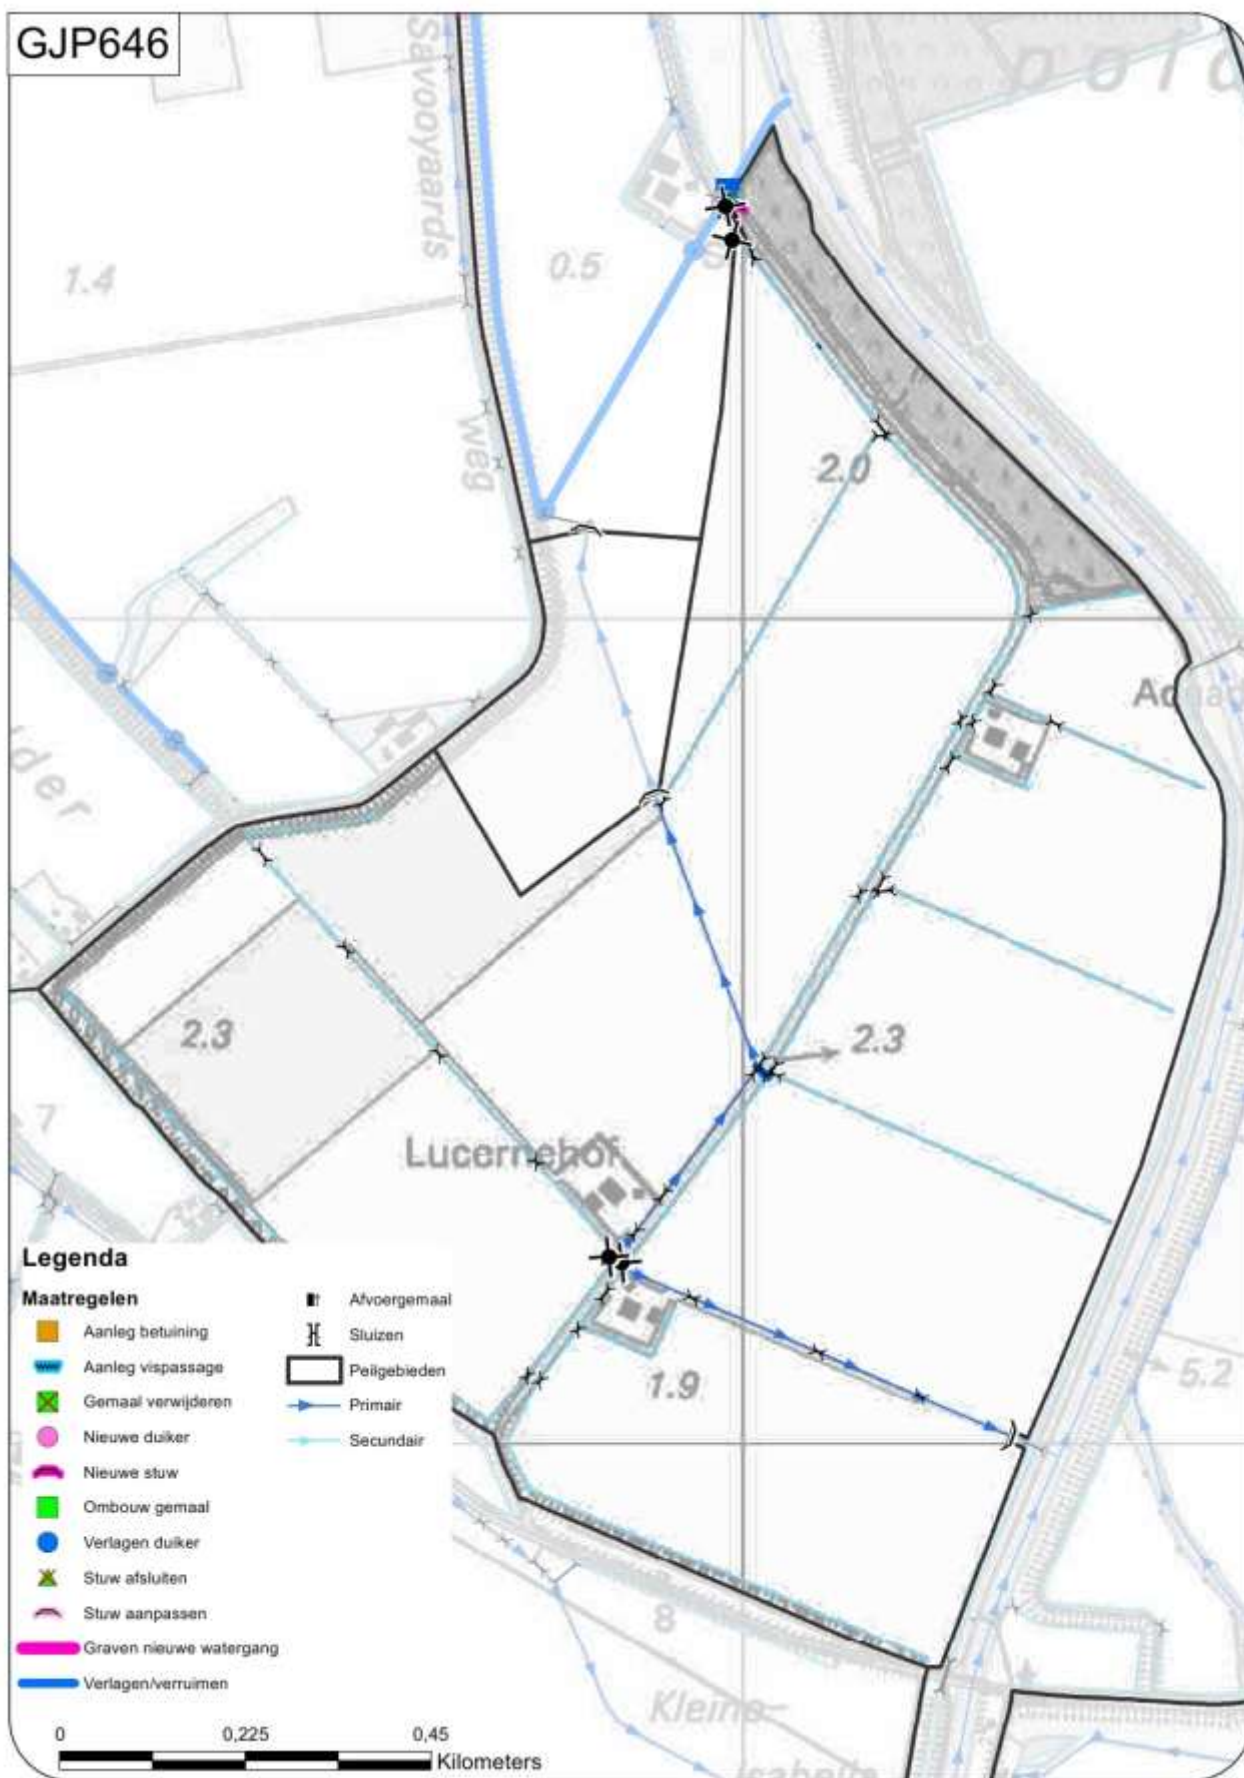 GJP646
Savooyaards
weg
1.4
0.5
2.0
2.3
2.3
Lucernehof
1.9
5.2
7
8
Kleine
Legenda
Maatregelen
Aanleg betuining
Aanleg vispassage
Gemaal verwijderen
Nieuwe duiker
Nieuwe stuw
Ombouw gemaal
Verlagen duiker
Stuw afsluiten
Stuw aanpassen
Graven nieuwe watergang
Verlagen/verruimen
Afvoergemaal
Sluizen
Peilgebieden
Primair
Secundair
0 0,225 0,45
Kilometers